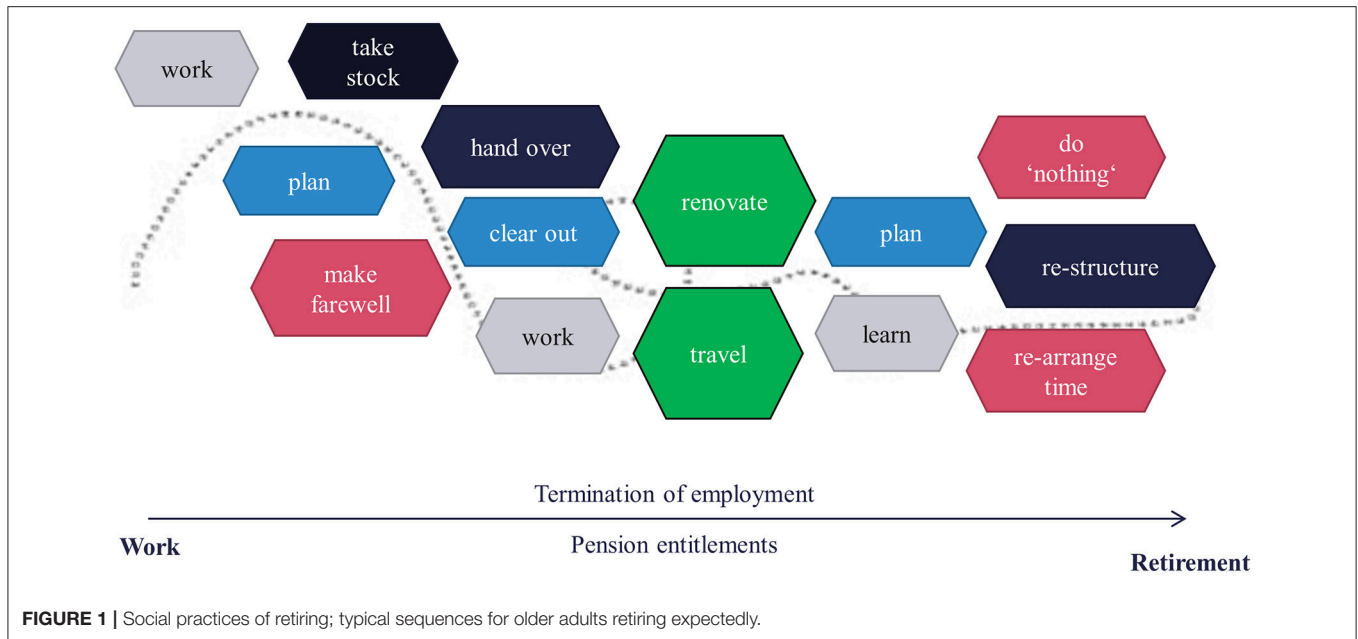 work
take
stock
hand over
plan
do
‘nothing‘
renovate
clear out
plan
make
farewell
re-structure
work
travel
learn
re-arrange
time
Termination of employment
Work
Pension entitlements
Retirement
FIGURE 1 | Social practices of retiring; typical sequences for older adults retiring expectedly.